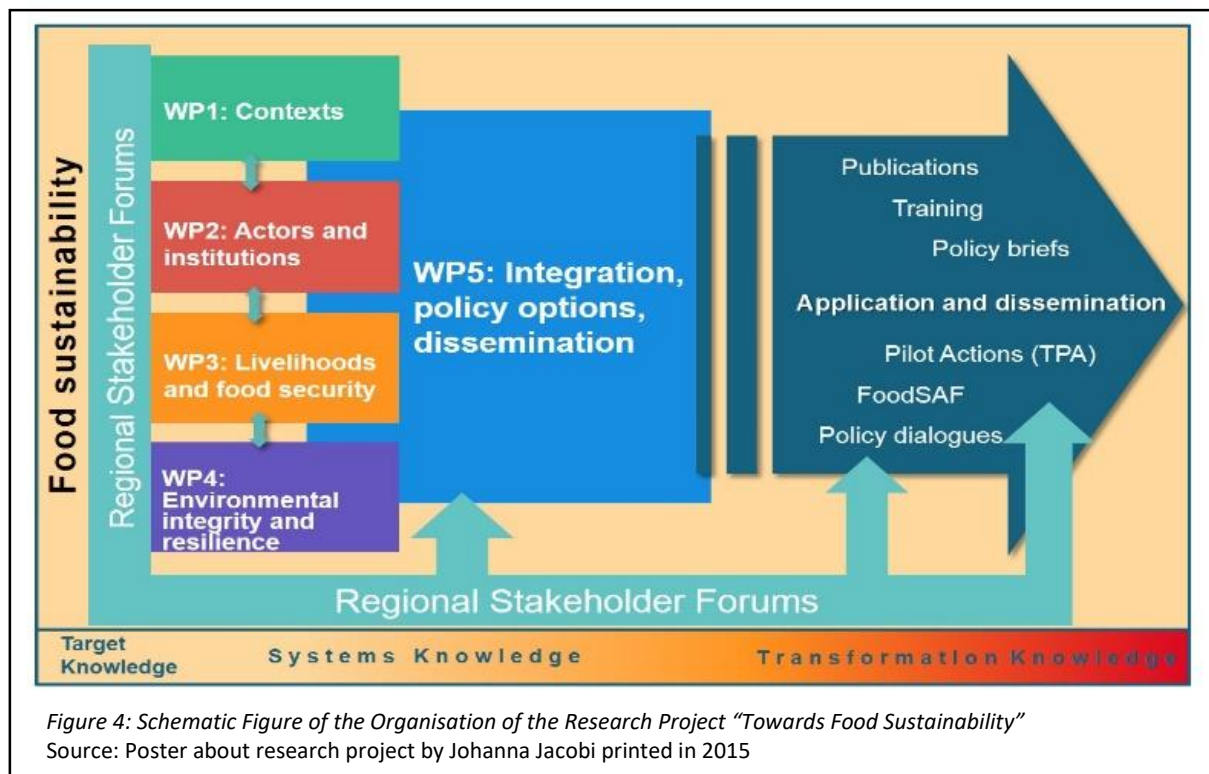 Food sustainability
Regional Stakeholder Forums
WP1: Contexts
WP2: Actors and
institutions
WP3: Livelihoods
and food security
WP4:
Environmental
integrity and
resilience
WP5: Integration,
policy options,
dissemination
Publications
Training
Policy briefs
Application and dissemination
Pilot Actions (TPA)
FoodSAF
Policy dialogues
Regional Stakeholder Forums
Target
Knowledge
Systems Knowledge
Transformation Knowledge
Figure 4: Schematic Figure of the Organisation of the Research Project “Towards Food Sustainability”
Source: Poster about research project by Johanna Jacobi printed in 2015